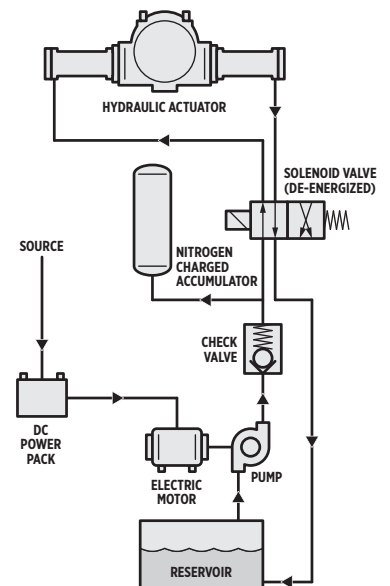 HYDRAULIC ACTUATOR
SOLENOID VALVE
(DE-ENERGIZED)
SOURCE
NITROGEN
CHARGED
ACCUMULATOR
CHECK
VALVE
DC
POWER
PACK
ELECTRIC
MOTOR
PUMP
RESERVOIR